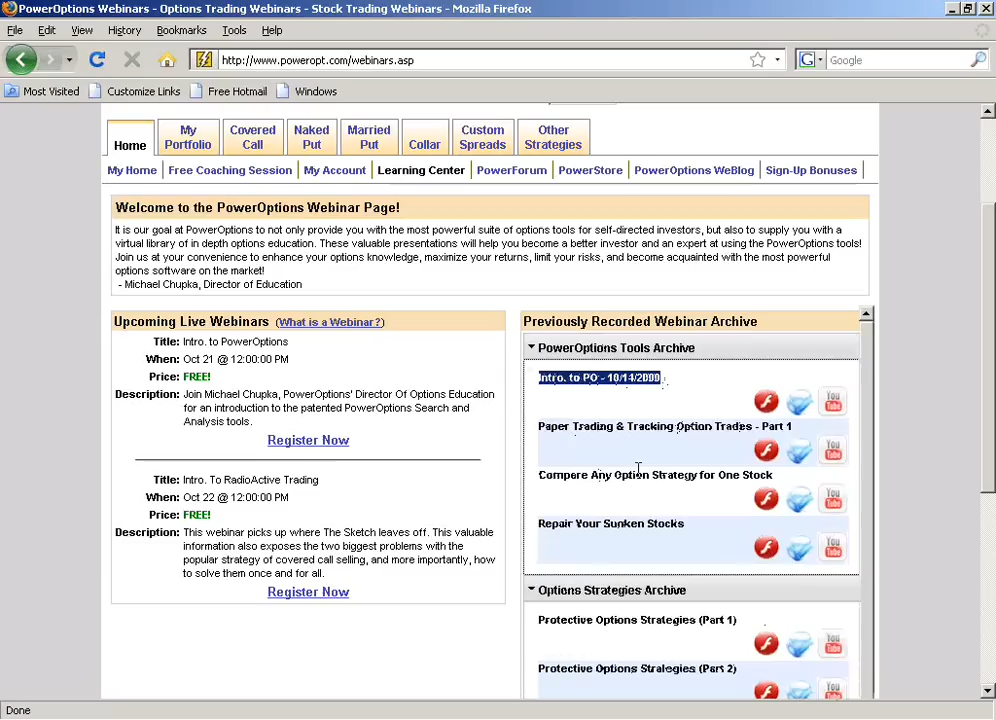 PowerOptions Webinars - Options Trading Webinars - Stock Trading Webinars - Mozilla Firefox
File Edit View History Bookmarks Tools Help
http://www.poweropt.com/webinars.asp
G Google
Most Visited Customize Links Free Hotmail Windows
Home
My Portfolio
Covered Call
Naked Put
Married Put
Collar
Custom Spreads
Other Strategies
My Home Free Coaching Session My Account Learning Center PowerForum PowerStore PowerOptions WeBlog Sign-Up Bonuses
Welcome to the PowerOptions Webinar Page!
It is our goal at PowerOptions to not only provide you with the most powerful suite of options tools for self-directed investors, but also to supply you with a
virtual library of in depth options education. These valuable presentations will help you become a better investor and an expert at using the PowerOptions tools!
Join us at your convenience to enhance your options knowledge, maximize your returns, limit your risks, and become acquainted with the most powerful
options software on the market!
- Michael Chupka, Director of Education
Upcoming Live Webinars (What is a Webinar?)
Title: Intro. to PowerOptions
When: Oct 21 @ 12:00:00 PM
Price: FREE!
Description: Join Michael Chupka, PowerOptions' Director Of Options Education
for an introduction to the patented PowerOptions Search and
Analysis tools.
Register Now
Title: Intro. To RadioActive Trading
When: Oct 22 @ 12:00:00 PM
Price: FREE!
Description: This webinar picks up where The Sketch leaves off. This valuable
information also exposes the two biggest problems with the
popular strategy of covered call selling, and more importantly, how
to solve them once and for all.
Register Now
Previously Recorded Webinar Archive
PowerOptions Tools Archive
Intro. to PO - 10/14/2009
You Tube
Paper Trading & Tracking Option Trades - Part 1
You Tube
Compare Any Option Strategy for One Stock
You Tube
Repair Your Sunken Stocks
You Tube
Options Strategies Archive
Protective Options Strategies (Part 1)
You Tube
Protective Options Strategies (Part 2)
You
Done